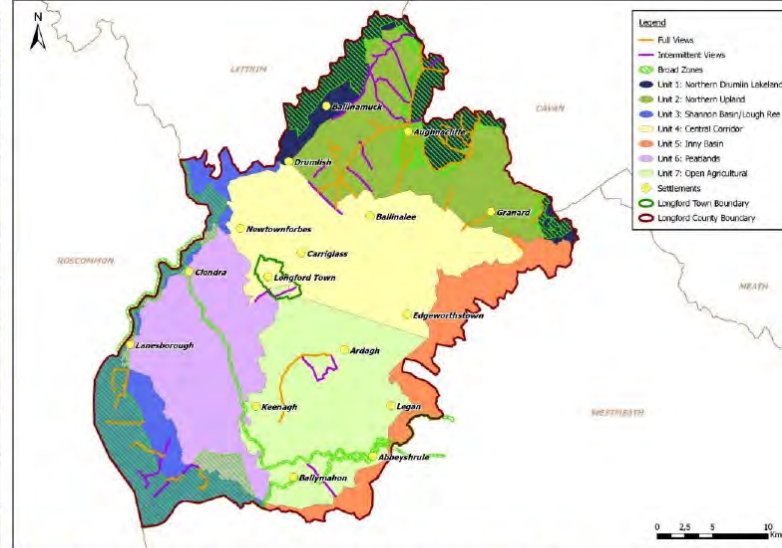 N
LEITRIM
CAVAN
ROSCOMMON
MEATH
WESTMEATH
Ballinamuck
Aughnacliffe
Drumlish
Ballinalee
Granard
Newtownforbes
Carriglass
Clondra
Longford Town
Edgeworthstown
Lanesborough
Ardagh
Keenagh
Legan
Abbeyshrule
Ballymahon
Legend
Full Views
Intermittent Views
Broad Zones
Unit 1: Northern Drumlin Lakeland
Unit 2: Northern Upland
Unit 3: Shannon Basin/Lough Ree
Unit 4: Central Corridor
Unit 5: Inny Basin
Unit 6: Peatlands
Unit 7: Open Agricultural
Settlements
Longford Town Boundary
Longford County Boundary
0 2.5 5 10
Km